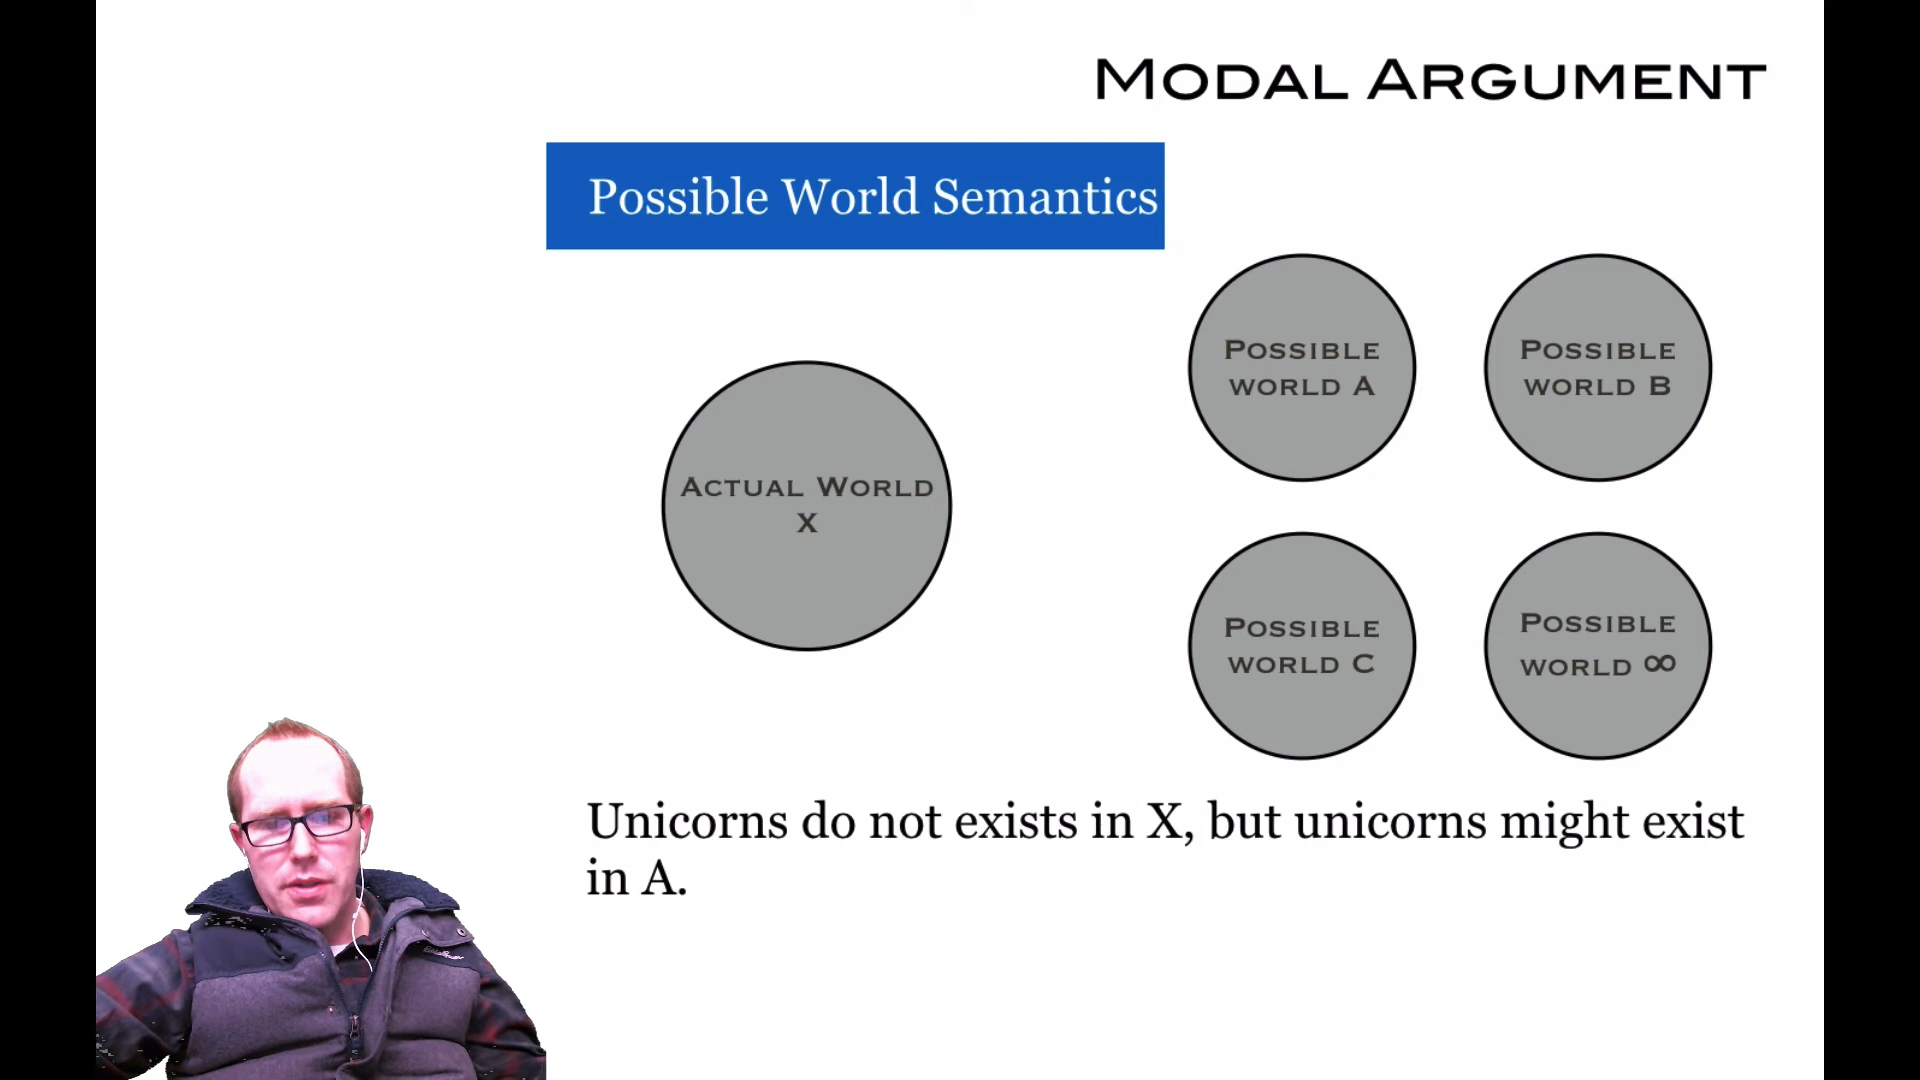 MODAL ARGUMENT
Possible World Semantics
POSSIBLE
WORLD A
POSSIBLE
WORLD B
ACTUAL WORLD
X
POSSIBLE
WORLD C
POSSIBLE
WORLD ∞
Unicorns do not exists in X, but unicorns might exist
in A.